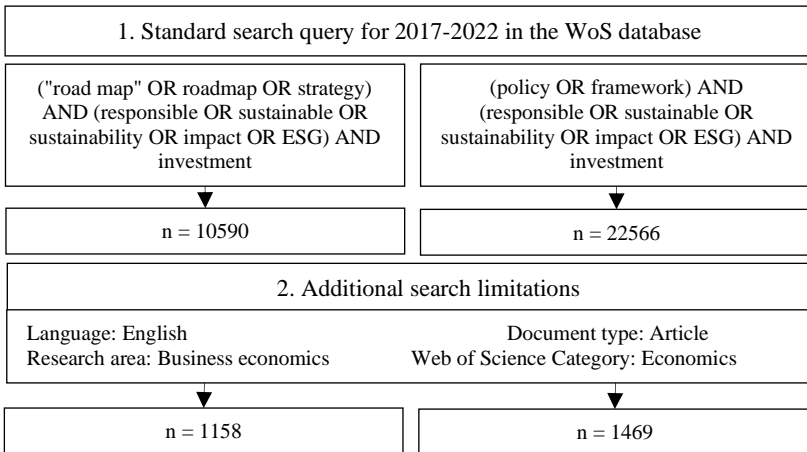 1. Standard search query for 2017-2022 in the WoS database
("road map" OR roadmap OR strategy)
AND (responsible OR sustainable OR
sustainability OR impact OR ESG) AND
investment
(policy OR framework) AND
(responsible OR sustainable OR
sustainability OR impact OR ESG) AND
investment
n = 10590
n = 22566
2. Additional search limitations
Language: English
Document type: Article
Research area: Business economics
Web of Science Category: Economics
n = 1158
n = 1469